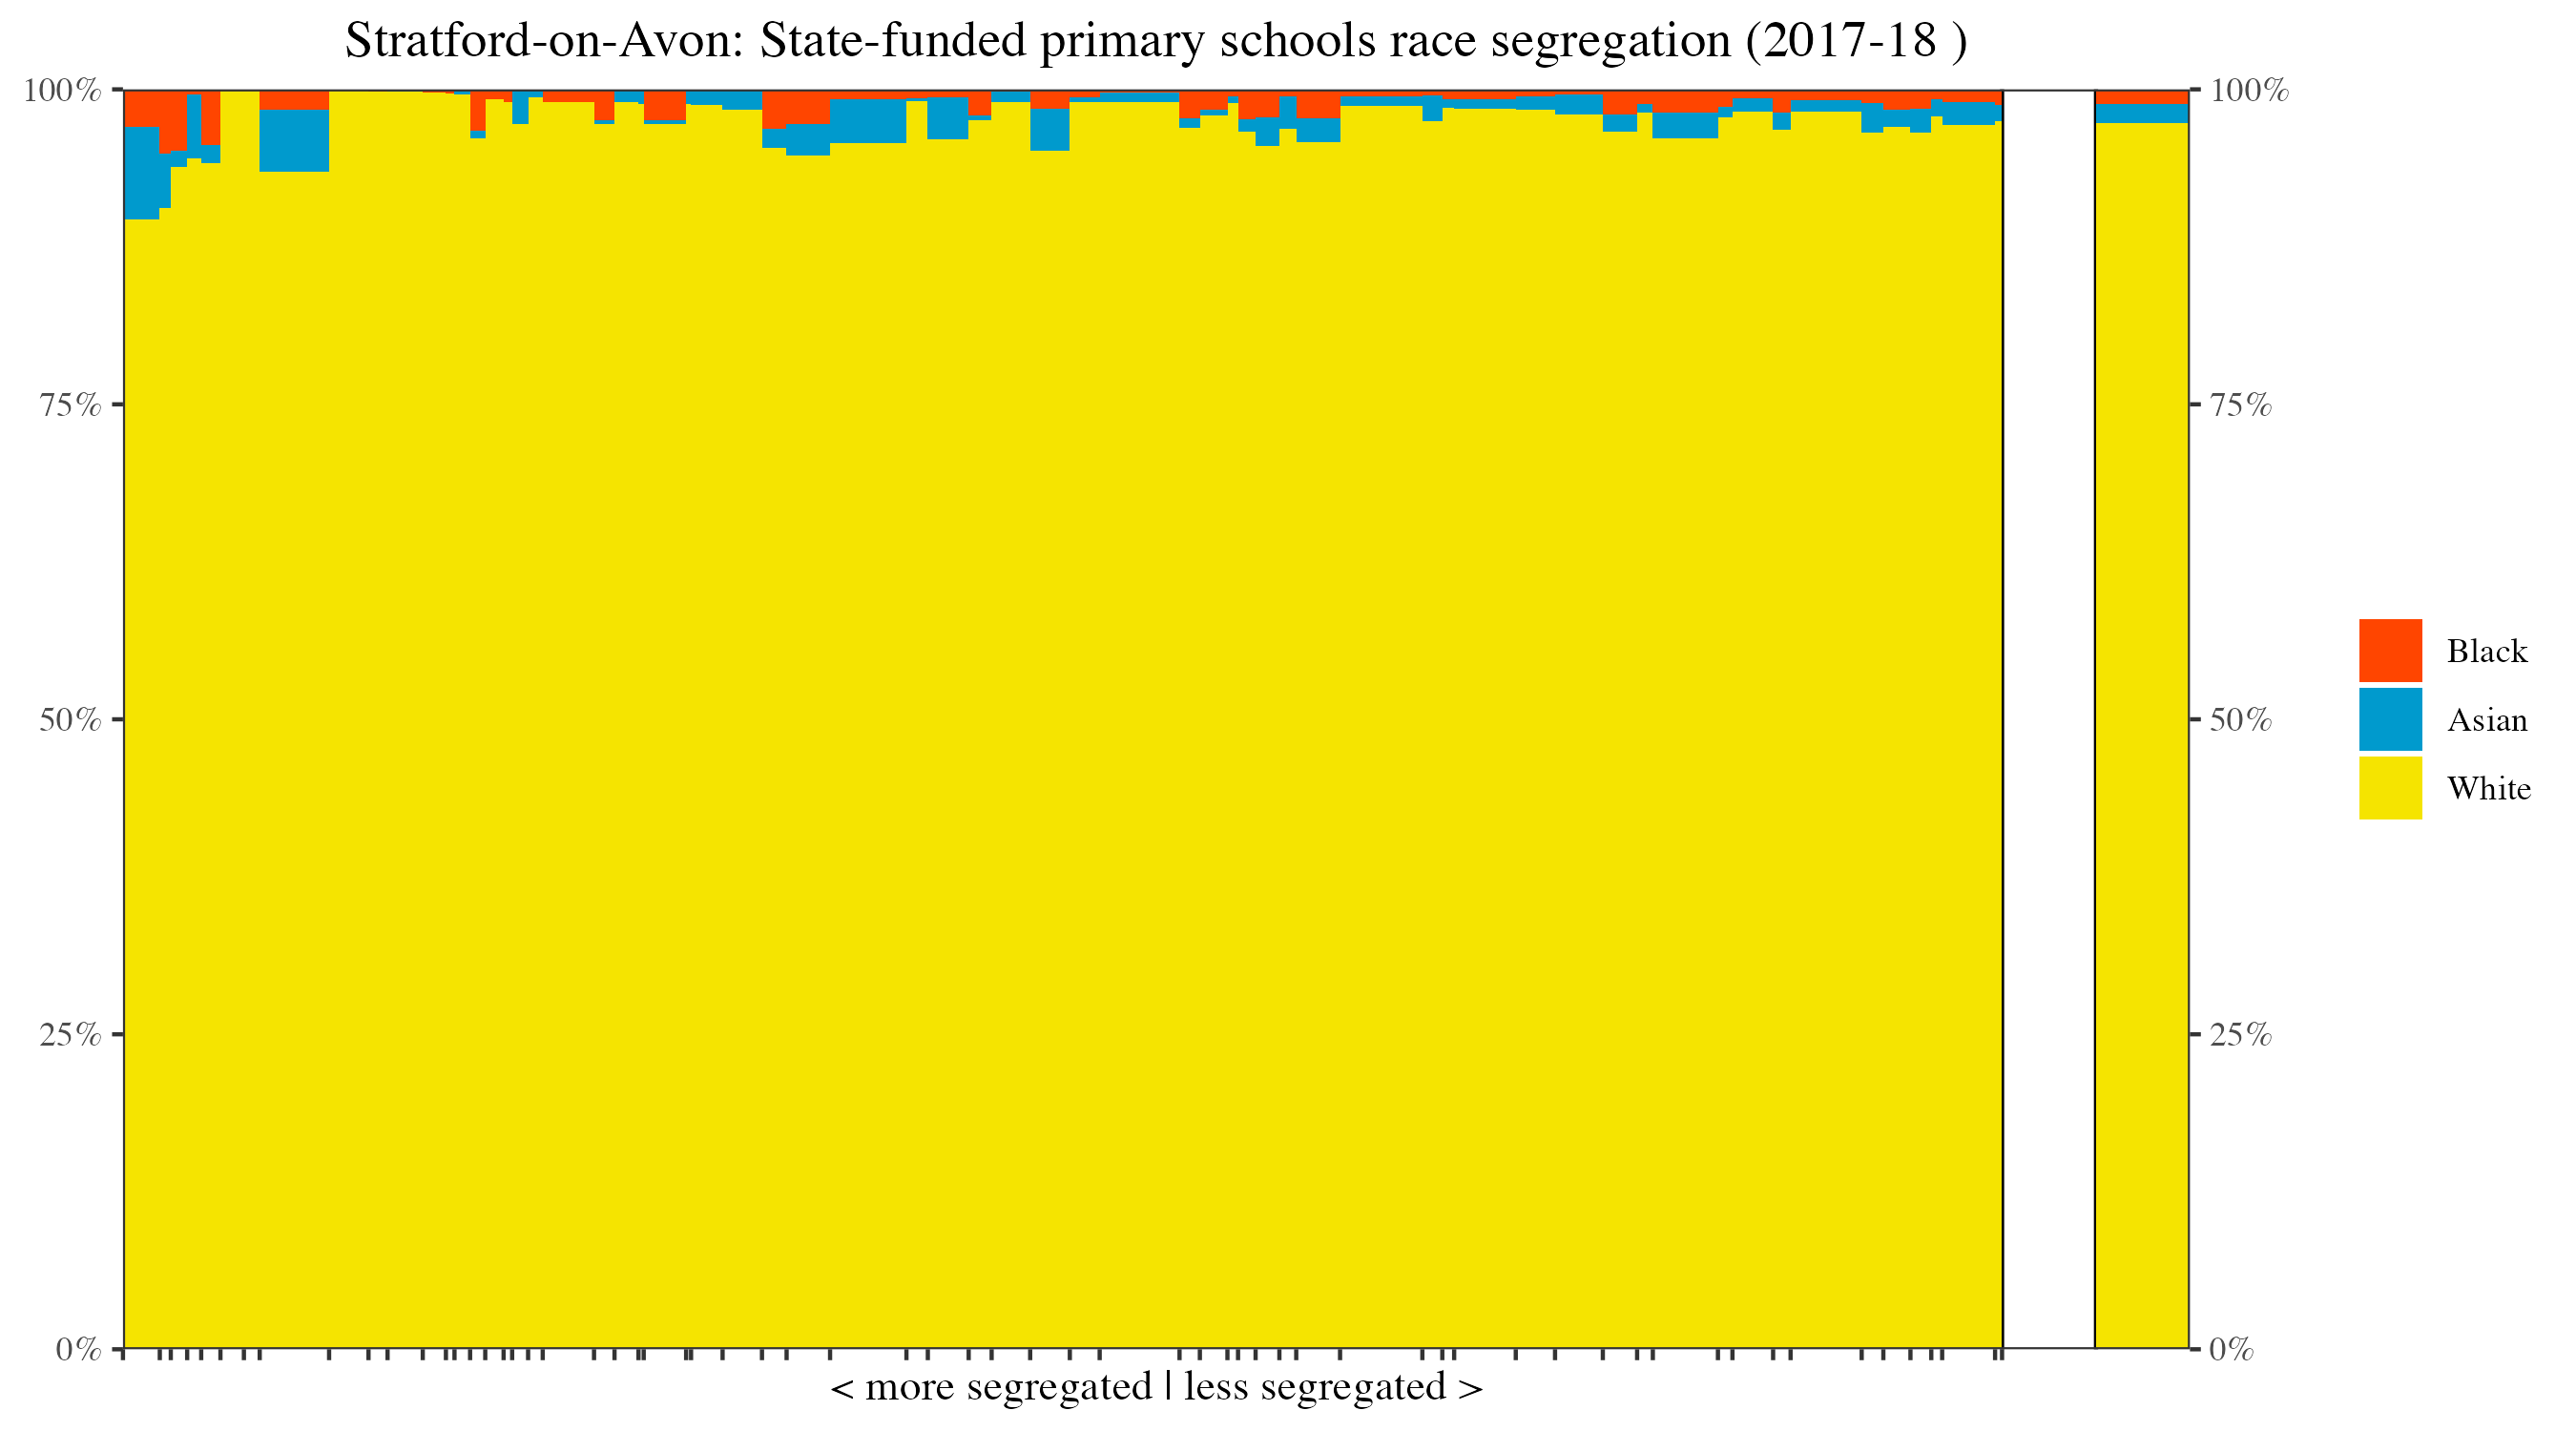 Stratford-on-Avon: State-funded primary schools race segregation (2017-18 )
100%
75%
50%
25%
0%
100%
75%
50%
25%
0%
Black
Asian
White
< more segregated | less segregated >